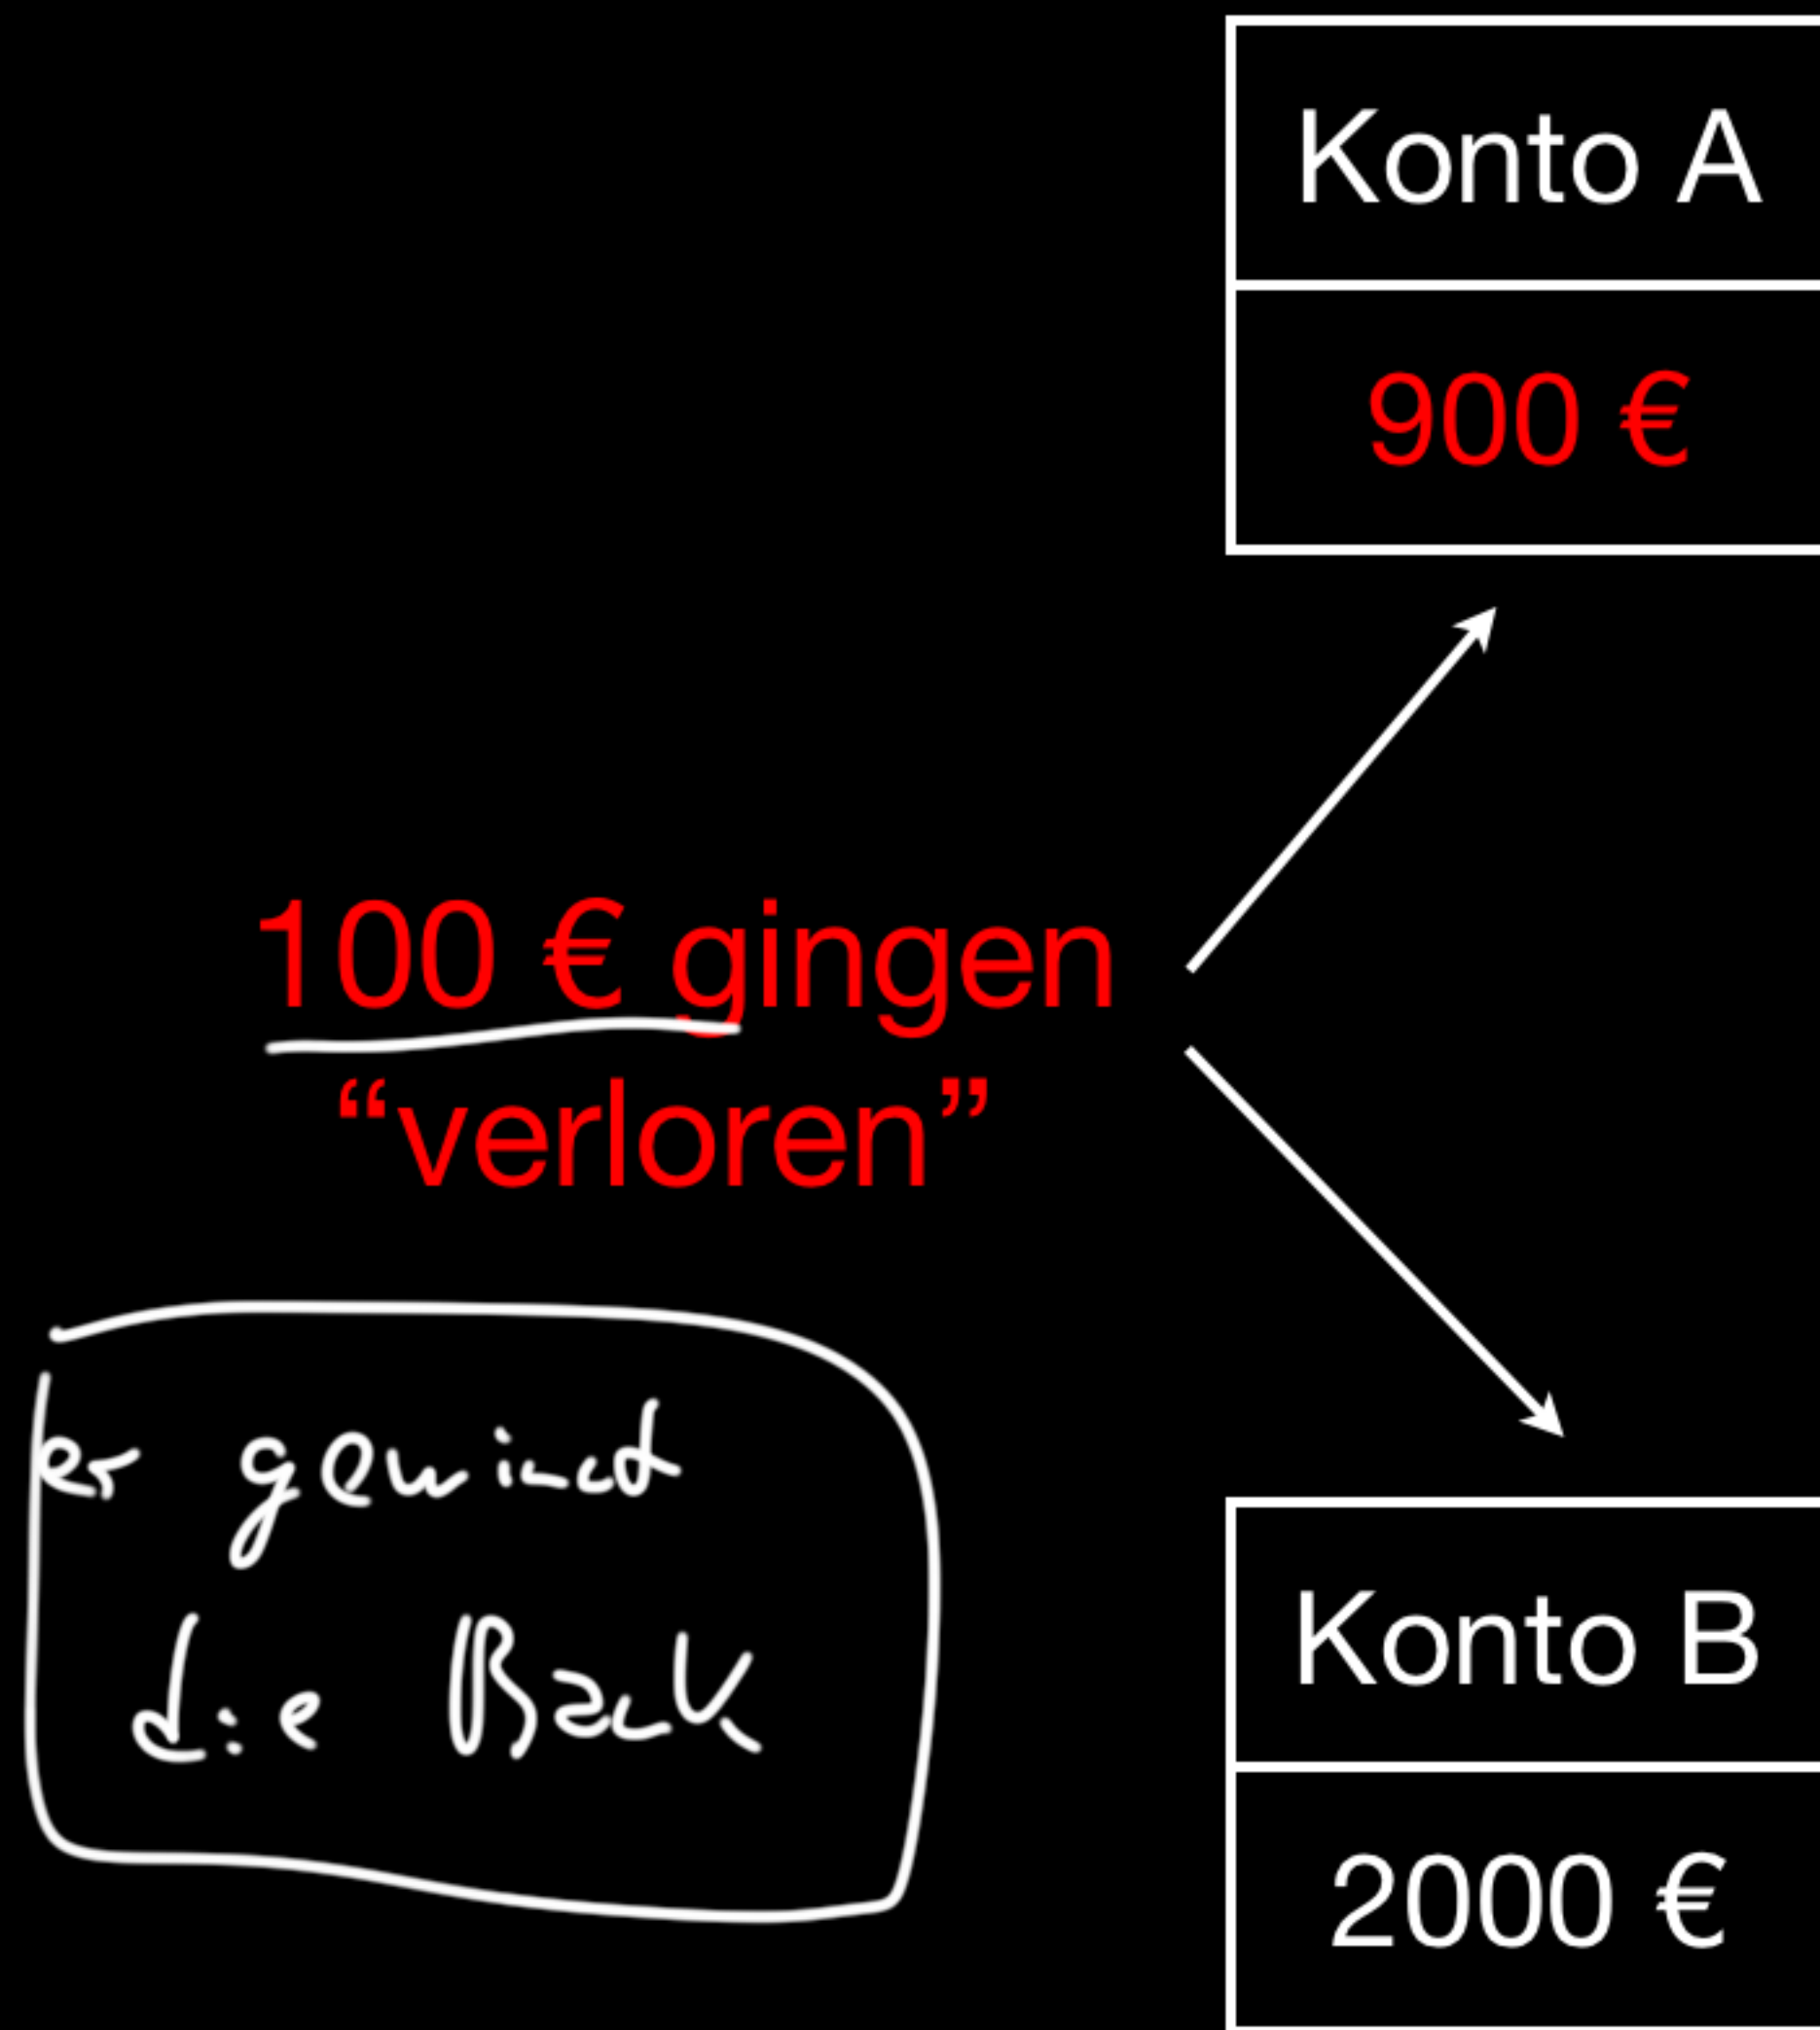 Konto A
900 €
100 € gingen
“verloren”
er gewinnt
die Bank
Konto B
2000 €